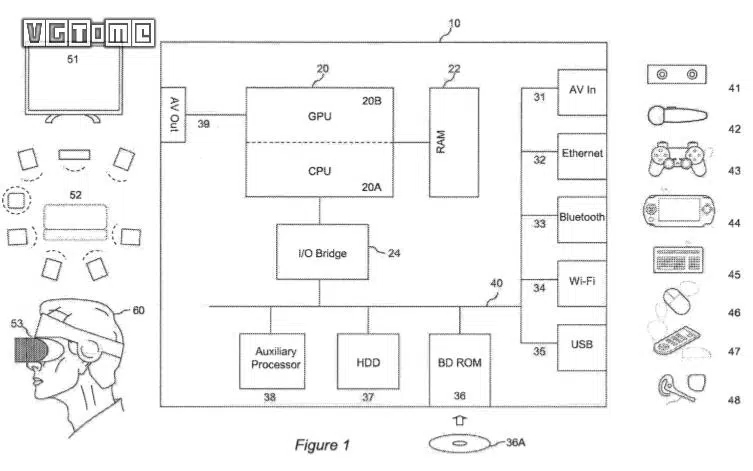 VGTIME
51
10
20
22
AV Out
39
GPU
20B
CPU
20A
RAM
31
AV In
32
Ethernet
33
Bluetooth
34
Wi-Fi
35
USB
I/O Bridge
24
40
Auxiliary
Processor
38
HDD
37
BD ROM
36
36A
52
53
60
41
42
43
44
45
46
47
48
Figure 1